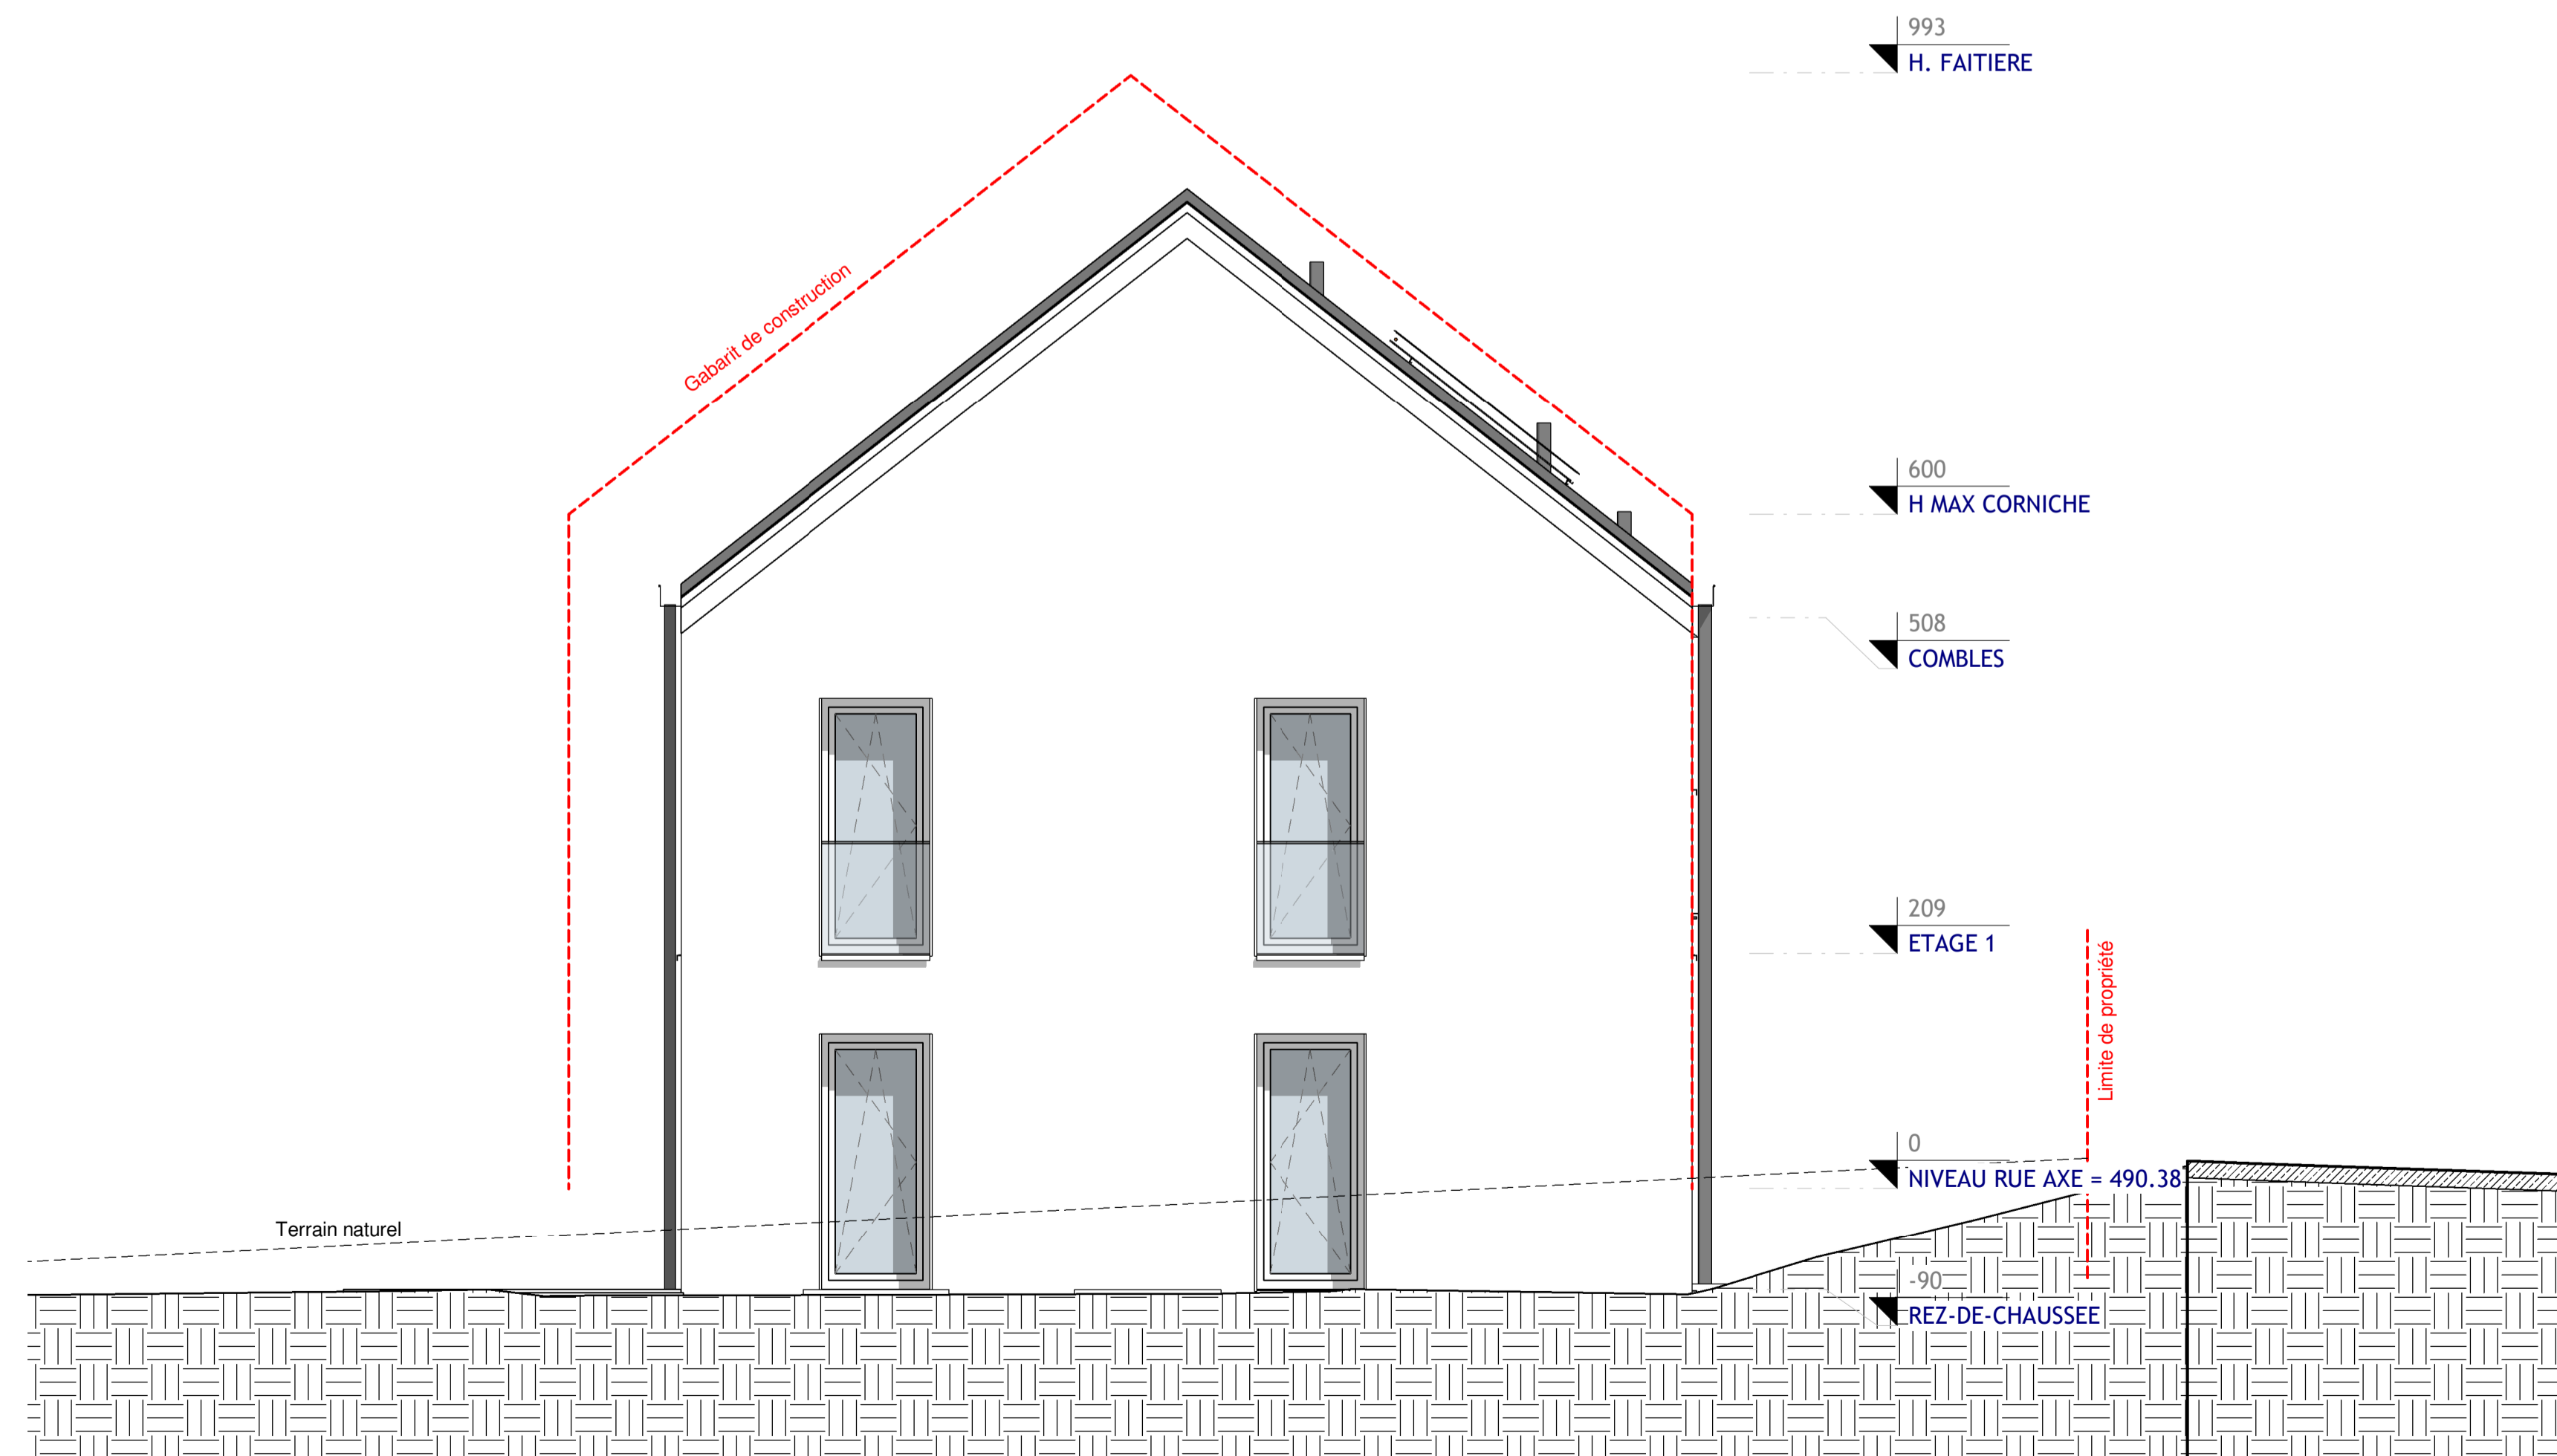 993
H. FAITIERE
Gabarit de construction
600
H MAX CORNICHE
508
COMBLES
209
ETAGE 1
Limite de propriété
0
NIVEAU RUE AXE = 490.38
Terrain naturel
-90
REZ-DE-CHAUSSEE